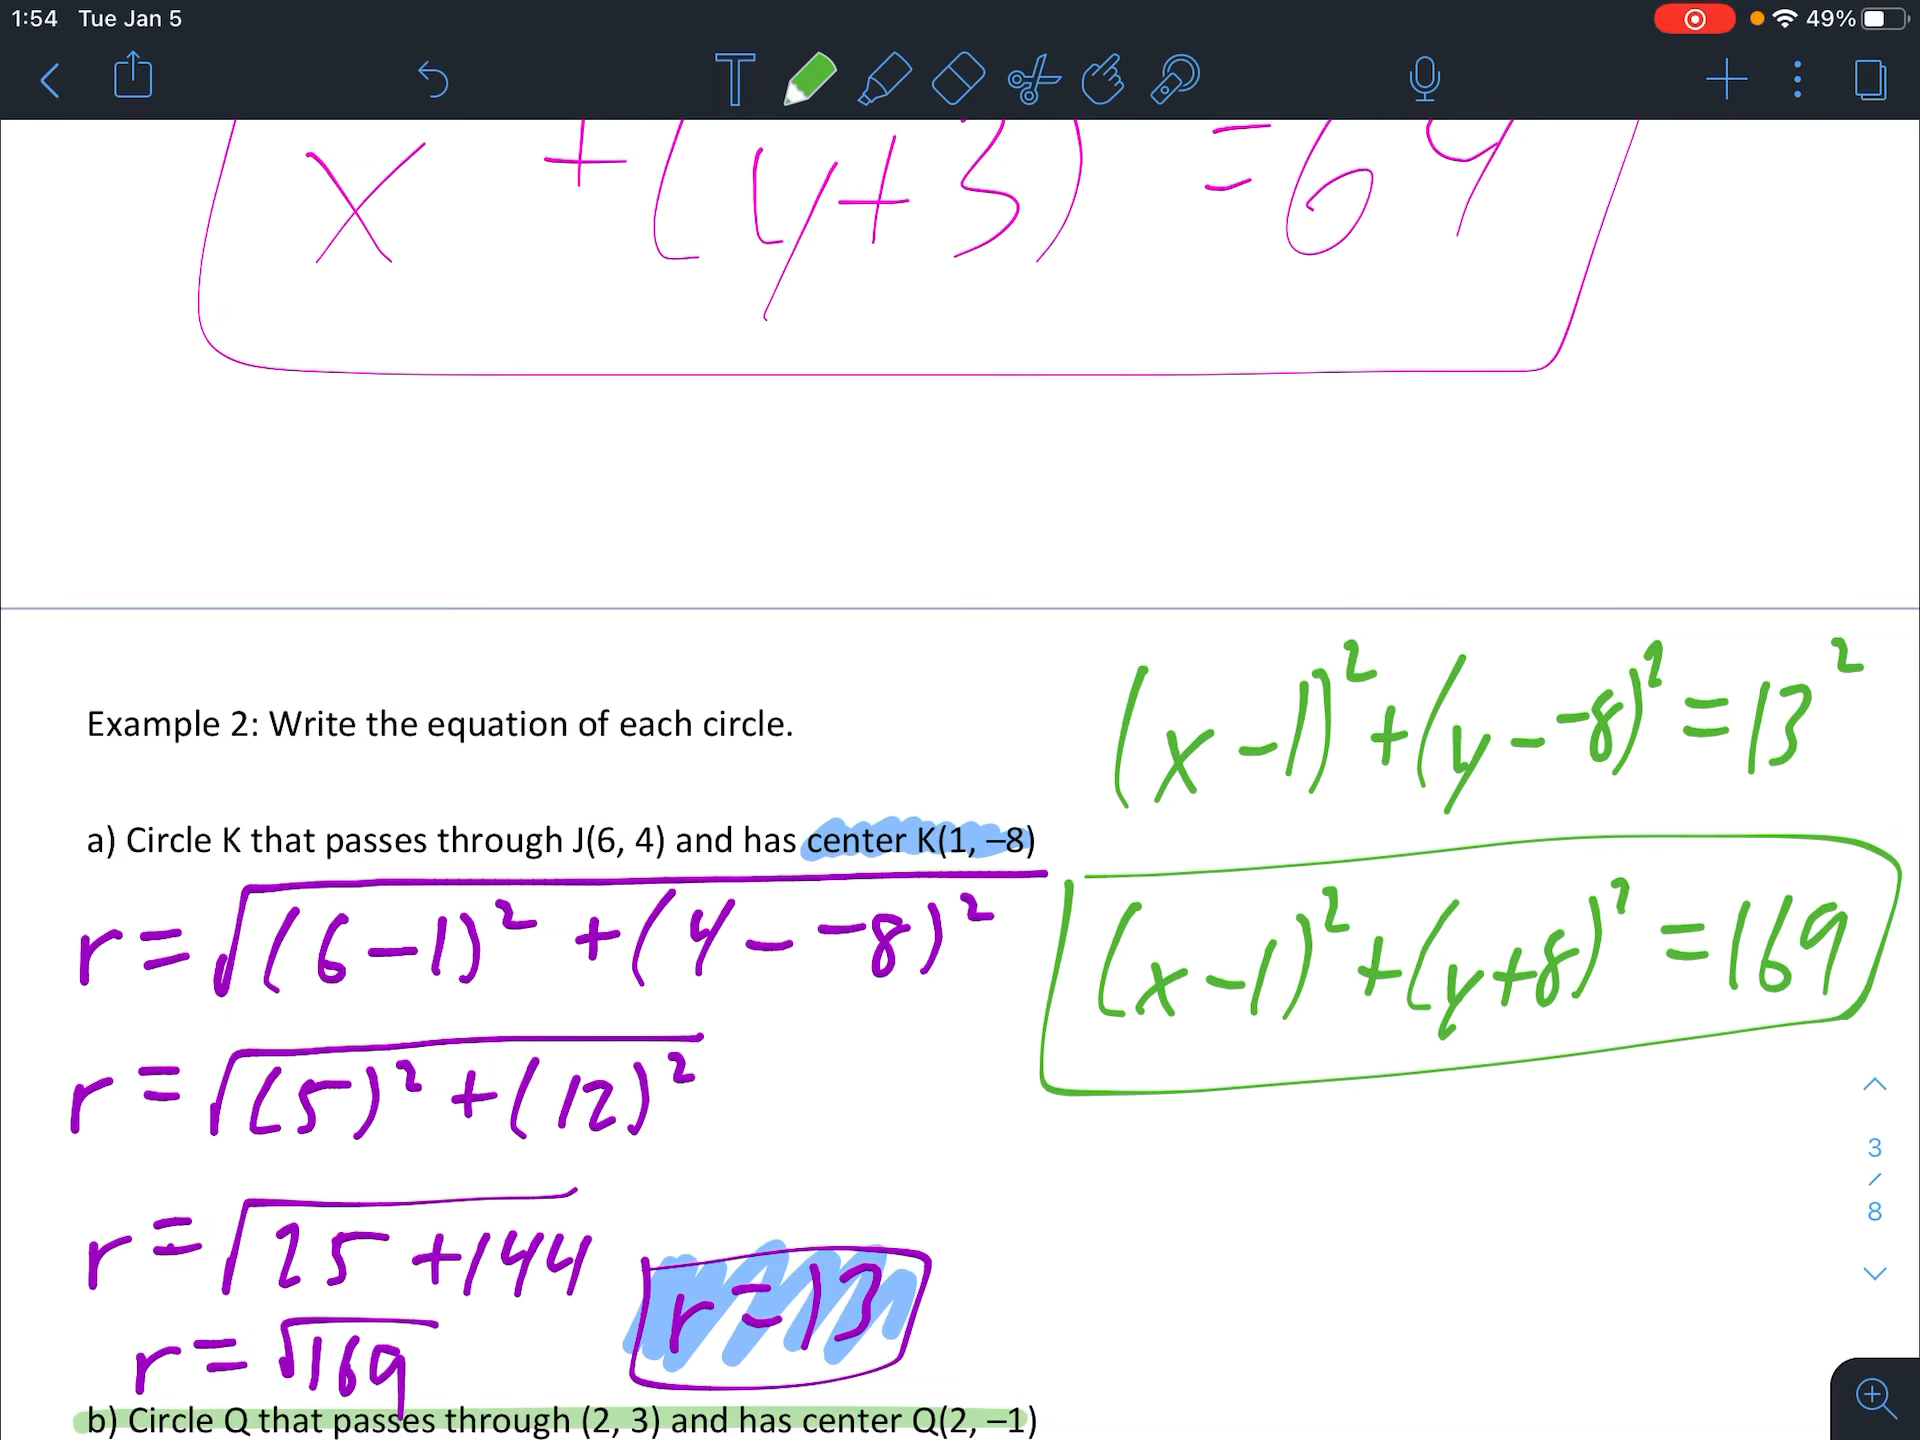 1:54 Tue Jan 5
49%
T
x + (y+3) = 64
Example 2: Write the equation of each circle.
(x -1)² + (y - -8)² = 13²
a) Circle K that passes through J(6, 4) and has center K(1, –8)
r = √(6-1)² + (4 - -8)²
(x -1)² + (y+8)² = 169
r = √(5)² + (12)²
3
/
8
r = √25 + 144
r = 13
r = √169
b) Circle Q that passes through (2, 3) and has center Q(2, –1)